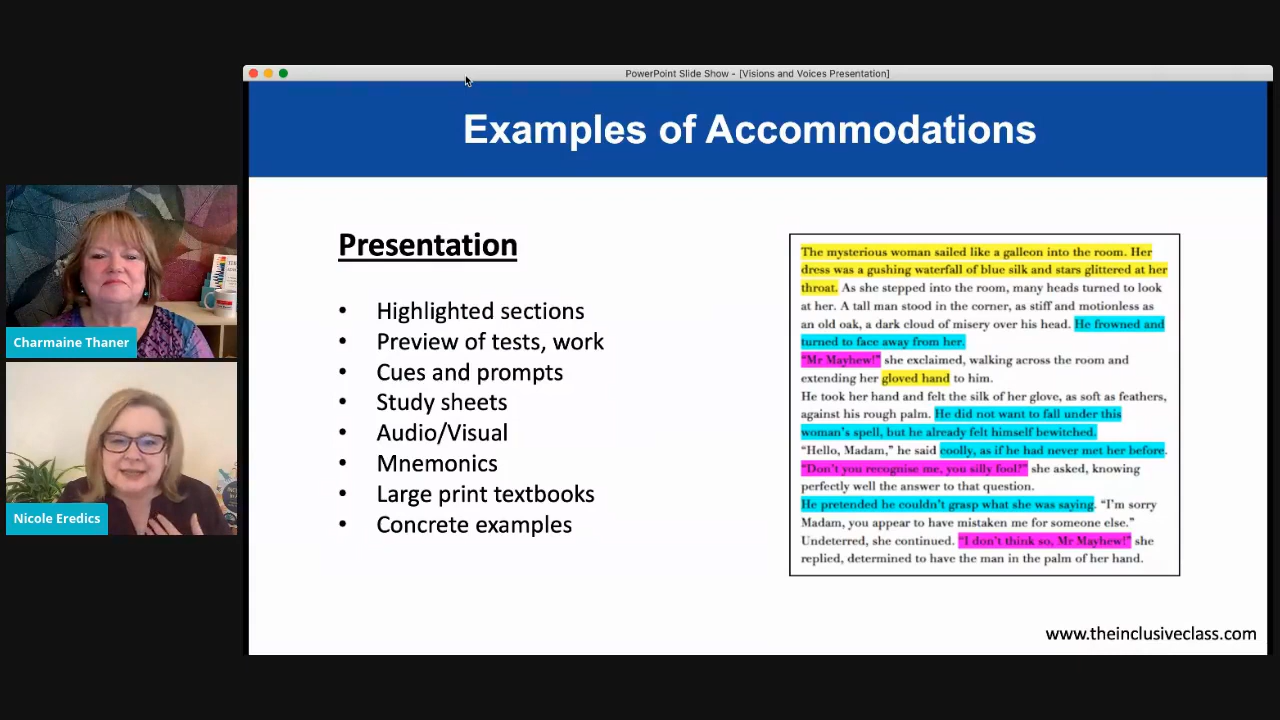 PowerPoint Slide Show - [Visions and Voices Presentation]
Examples of Accommodations
Presentation
• Highlighted sections
• Preview of tests, work
• Cues and prompts
• Study sheets
• Audio/Visual
• Mnemonics
• Large print textbooks
• Concrete examples
The mysterious woman sailed like a galleon into the room. Her
dress was a gushing waterfall of blue silk and stars glittered at her
throat. As she stepped into the room, many heads turned to look
at her. A tall man stood in the corner, as stiff and motionless as
an old oak, a dark cloud of misery over his head. He frowned and
turned to face away from her.
“Mr Mayhew!” she exclaimed, walking across the room and
extending her gloved hand to him.
He took her hand and felt the silk of her glove, as soft as feathers,
against his rough palm. He did not want to fall under this
woman’s spell, but he already felt himself bewitched.
“Hello, Madam,” he said coolly, as if he had never met her before.
“Don’t you recognise me, you silly fool?” she asked, knowing
perfectly well the answer to that question.
He pretended he couldn’t grasp what she was saying. “I’m sorry
Madam, you appear to have mistaken me for someone else.”
Undeterred, she continued. “I don’t think so, Mr Mayhew!” she
replied, determined to have the man in the palm of her hand.
www.theinclusiveclass.com
Charmaine Thaner
Nicole Eredics